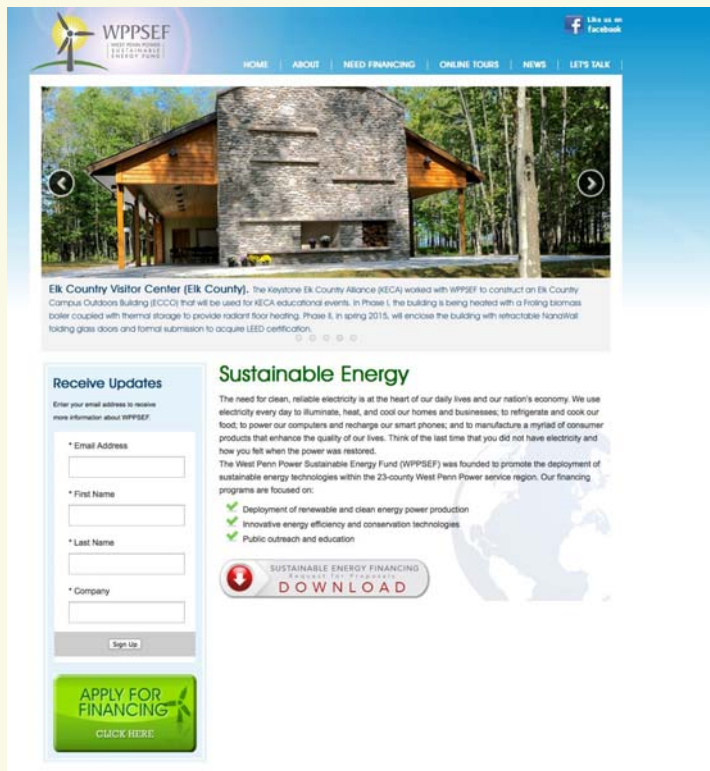 WPPSEF
WEST PENN POWER
SUSTAINABLE
ENERGY FUND
Like us on
facebook
HOME | ABOUT | NEED FINANCING | ONLINE TOURS | NEWS | LET'S TALK
Elk Country Visitor Center (Elk County). The Keystone Elk Country Alliance (KECA) worked with WPPSEF to construct an Elk Country
Campus Outdoors Building (ECCO) that will be used for KECA educational events. In Phase I, the building is being heated with a Froling biomass
boiler coupled with thermal storage to provide radiant floor heating. Phase II, in spring 2015, will enclose the building with retractable NanaWall
folding glass doors and formal submission to acquire LEED certification.
Receive Updates
Enter your email address to receive
more information about WPPSEF.
* Email Address
* First Name
* Last Name
* Company
Sign Up
APPLY FOR
FINANCING
CLICK HERE
Sustainable Energy
The need for clean, reliable electricity is at the heart of our daily lives and our nation's economy. We use
electricity every day to illuminate, heat, and cool our homes and businesses; to refrigerate and cook our
food; to power our computers and recharge our smart phones; and to manufacture a myriad of consumer
products that enhance the quality of our lives. Think of the last time that you did not have electricity and
how you felt when the power was restored.
The West Penn Power Sustainable Energy Fund (WPPSEF) was founded to promote the deployment of
sustainable energy technologies within the 23-county West Penn Power service region. Our financing
programs are focused on:
Deployment of renewable and clean energy power production
Innovative energy efficiency and conservation technologies
Public outreach and education
SUSTAINABLE ENERGY FINANCING
Request for Proposals
DOWNLOAD